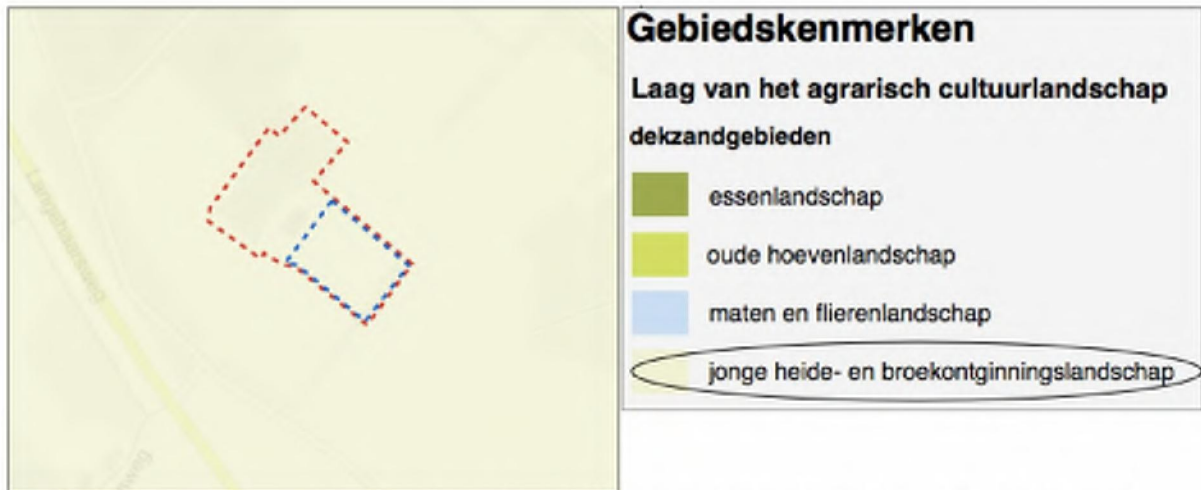 Gebiedskenmerken
Laag van het agrarisch cultuurlandschap
dekzandgebieden
essenlandschap
oude hoevenlandschap
maten en flierenlandschap
jonge heide- en broekontginningslandschap